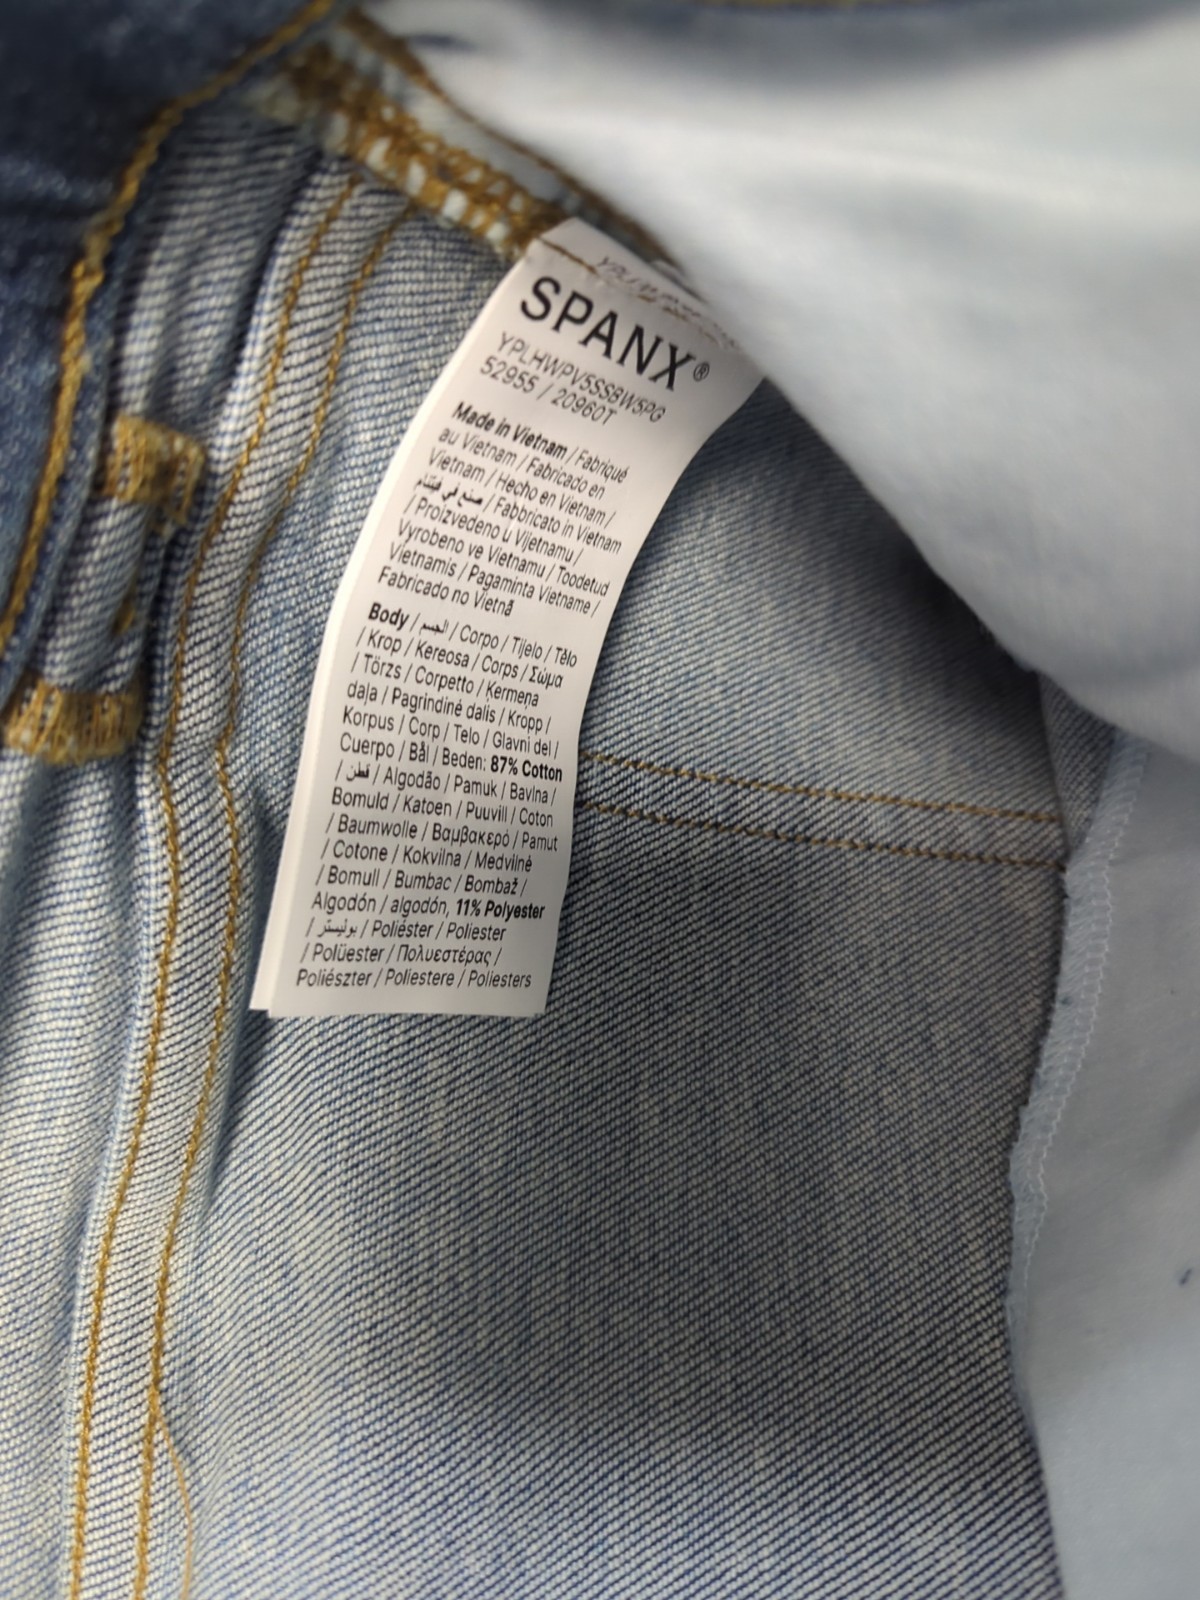 SPANX®
YPLHWPV5SSBW5PG
52955 / 20960T
Made in Vietnam / Fabriqué
au Vietnam / Fabricado en
Vietnam / Hecho en Vietnam /
صنع في فيتنام / Fabbricato in Vietnam
/ Proizvedeno u Vijetnamu /
Vyrobeno ve Vietnamu / Toodetud
Vietnamis / Pagaminta Vietname /
Fabricado no Vietnã
Body / الجسم / Corpo / Tijelo / Tělo
/ Krop / Kereosa / Corps / Σώμα
/ Törzs / Corpetto / Ķermeņa
daļa / Pagrindinė dalis / Kropp /
Korpus / Corp / Telo / Glavni del /
Cuerpo / Bål / Beden: 87% Cotton
/ قطن / Algodão / Pamuk / Bavlna /
Bomuld / Katoen / Puuvill / Coton
/ Baumwolle / Βαμβακερό / Pamut
/ Cotone / Kokvilna / Medvilnė
/ Bomull / Bumbac / Bombaž /
Algodón / algodón, 11% Polyester
/ بوليستر / Poliéster / Poliester
/ Polüester / Πολυεστέρας /
Poliészter / Poliestere / Poliesters